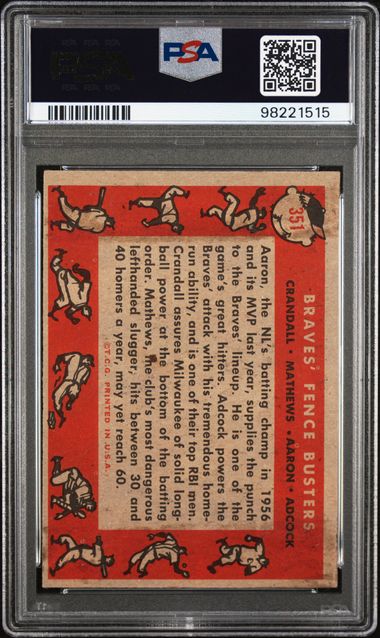 PSA
PSA
98221515
351
BRAVES' FENCE BUSTERS
CRANDALL • MATHEWS • AARON • ADCOCK
Aaron, the NL's batting champ in 1956
and its MVP last year, supplies the punch
to the Braves' lineup. He is one of the
game's great hitters. Adcock powers the
Braves' attack with his tremendous home-
run ability, and is one of their top RBI men.
Crandall assures Milwaukee of solid long-
ball power at the bottom of the batting
order. Mathews, the club's most dangerous
lefthanded slugger, hits between 30 and
40 homers a year, may yet reach 60.
©T.C.G. PRINTED IN U.S.A.